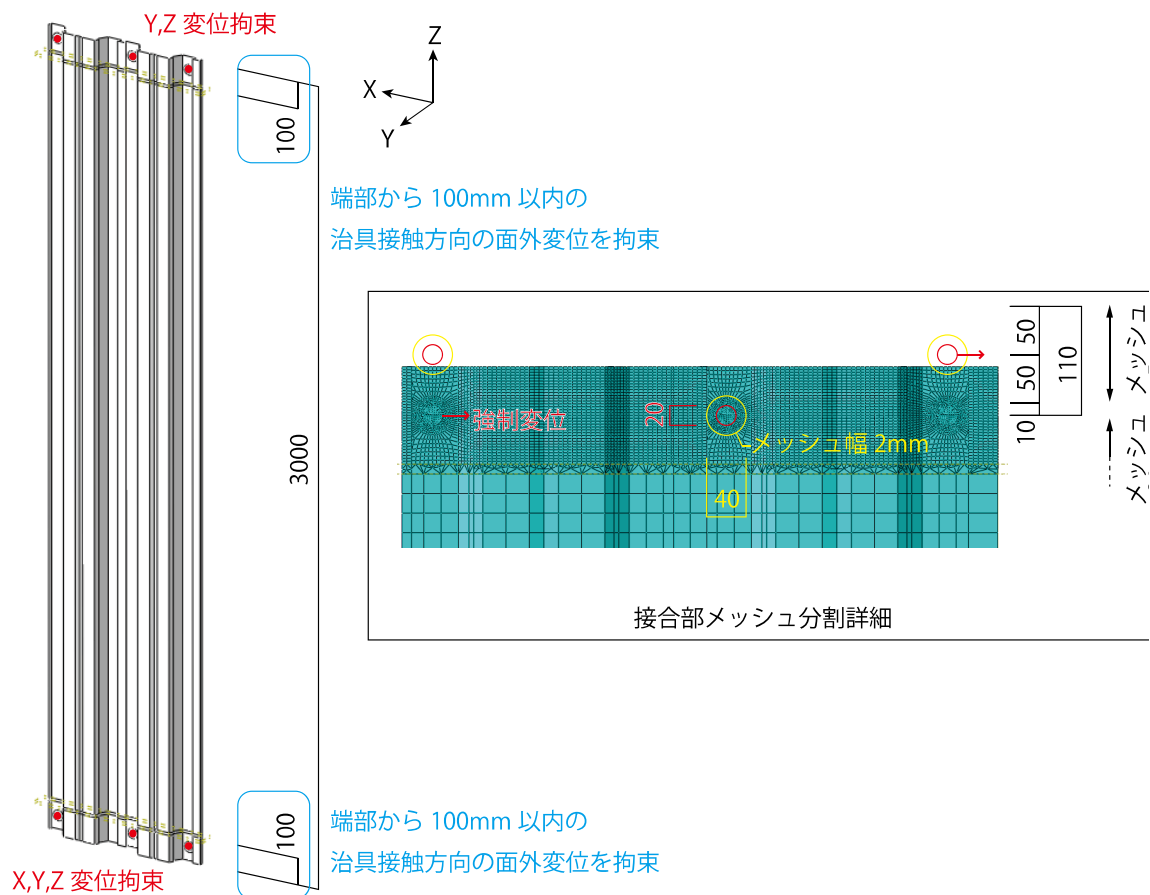 Y,Z 変位拘束
Z
X
Y
100
端部から 100mm 以内の
治具接触方向の面外変位を拘束
3000
強制変位
20
メッシュ幅 2mm
40
50
50
110
10
メッシュ
メッシュ
接合部メッシュ分割詳細
100
端部から 100mm 以内の
治具接触方向の面外変位を拘束
X,Y,Z 変位拘束